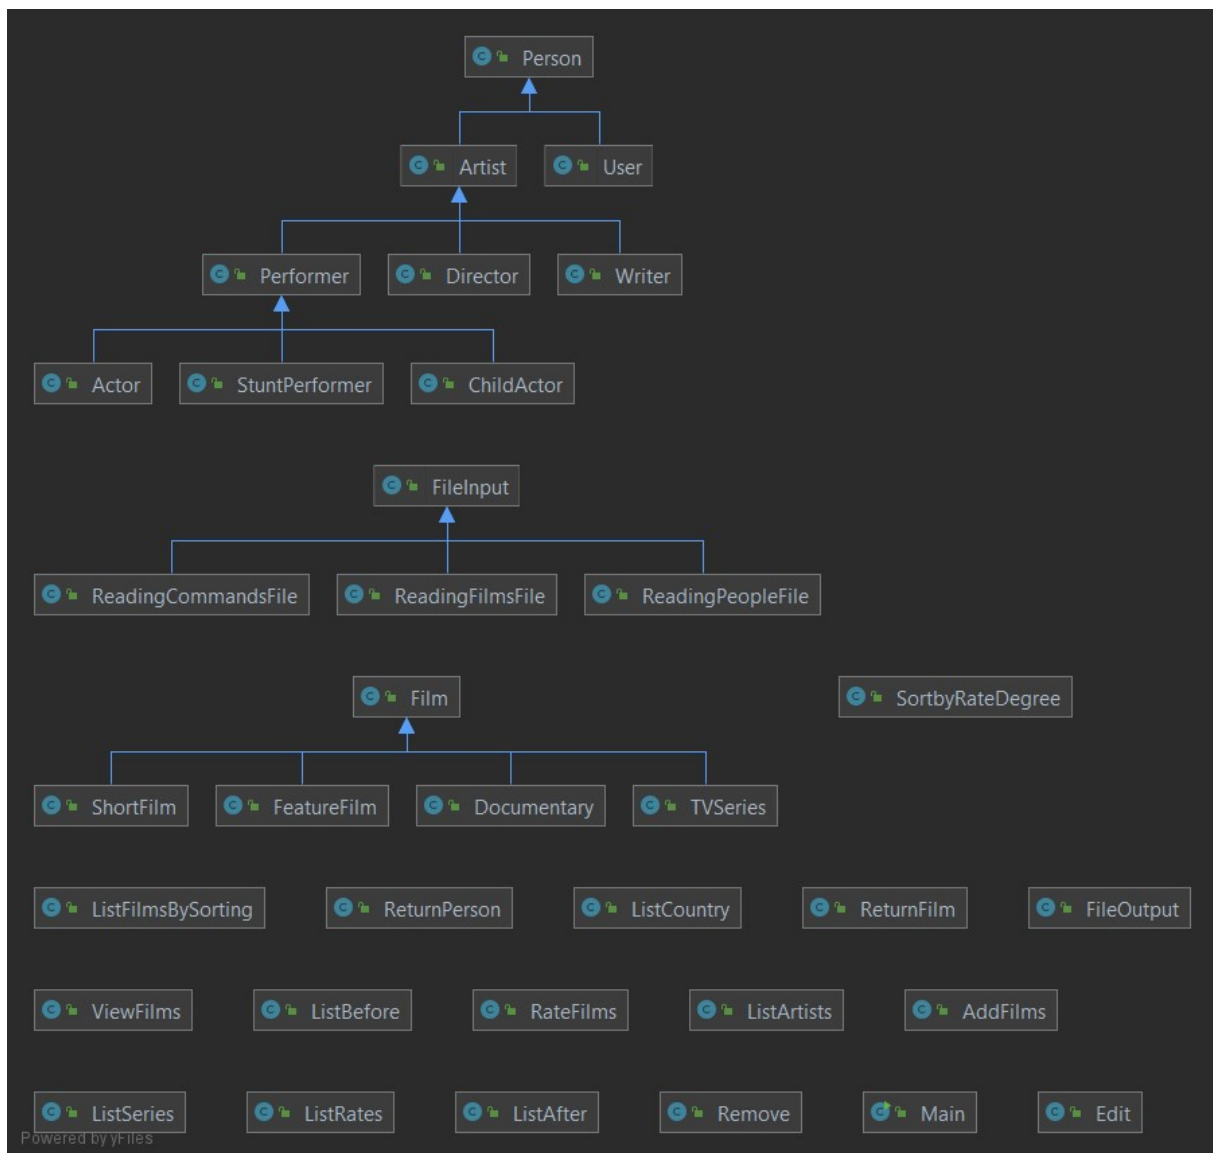 Person
Artist User
Performer Director Writer
Actor StuntPerformer ChildActor
FileInput
ReadingCommandsFile ReadingFilmsFile ReadingPeopleFile
Film SortbyRateDegree
ShortFilm FeatureFilm Documentary TVSeries
ListFilmsBySorting ReturnPerson ListCountry ReturnFilm FileOutput
ViewFilms ListBefore RateFilms ListArtists AddFilms
ListSeries ListRates ListAfter Remove Main Edit
Powered by yFiles